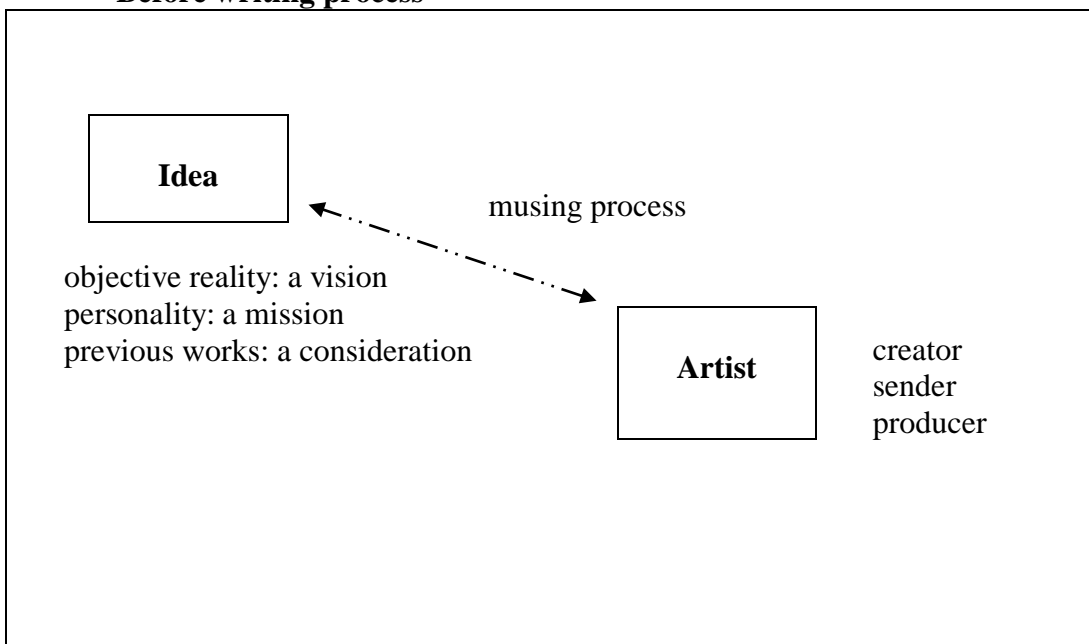 Before writing process
Idea
musing process
objective reality: a vision
personality: a mission
previous works: a consideration
Artist
creator
sender
producer